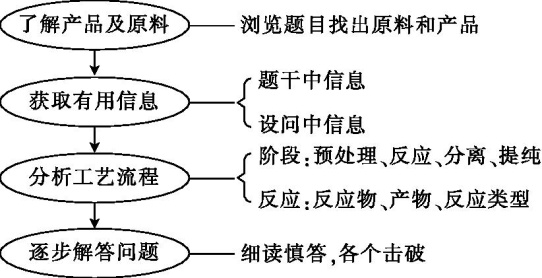 了解产品及原料 浏览题目找出原料和产品
题干中信息
获取有用信息
设问中信息
阶段:预处理、反应、分离、提纯
分析工艺流程
反应:反应物、产物、反应类型
逐步解答问题 细读慎答,各个击破